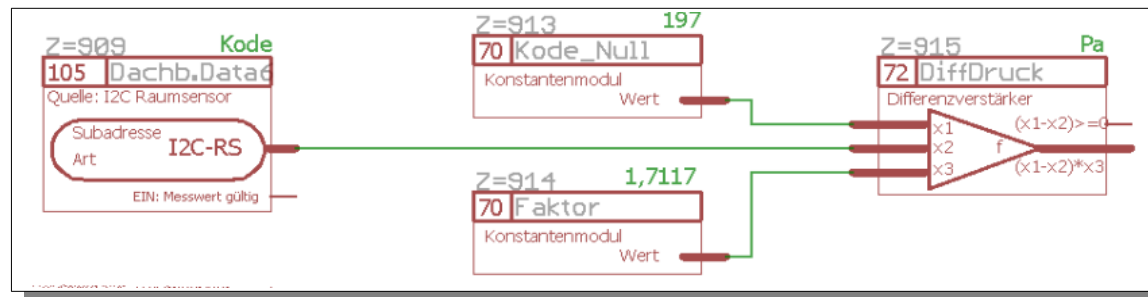 Z=909 Kode
105 Dachb.Data6
Quelle: I2C Raumsensor
Subadresse
Art
I2C-RS
EIN: Messwert gültig
Z=913 197
70 Kode_Null
Konstantenmodul
Wert
Z=914 1,7117
70 Faktor
Konstantenmodul
Wert
Z=915 Pa
72 DiffDruck
Differenzverstärker
x1 (x1-x2)>=0
x2 f
x3 (x1-x2)*x3